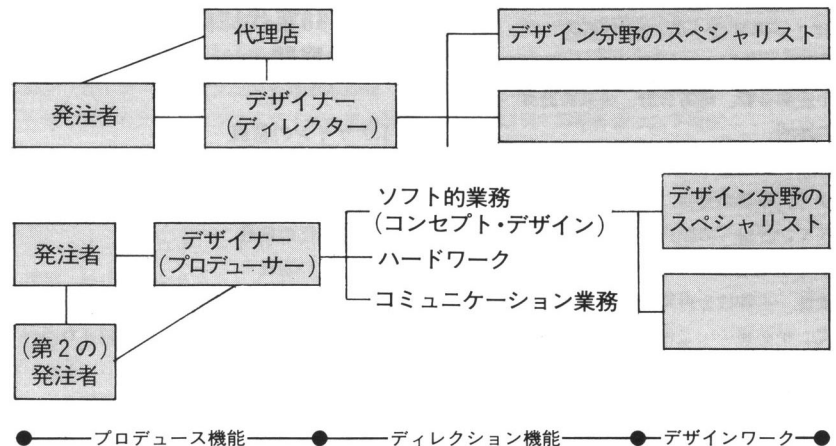 代理店
デザイン分野のスペシャリスト
発注者
デザイナー
(ディレクター)
ソフト的業務
(コンセプト・デザイン)
デザイン分野の
スペシャリスト
発注者
デザイナー
(プロデューサー)
ハードワーク
コミュニケーション業務
(第2の)
発注者
プロデュース機能
ディレクション機能
デザインワーク